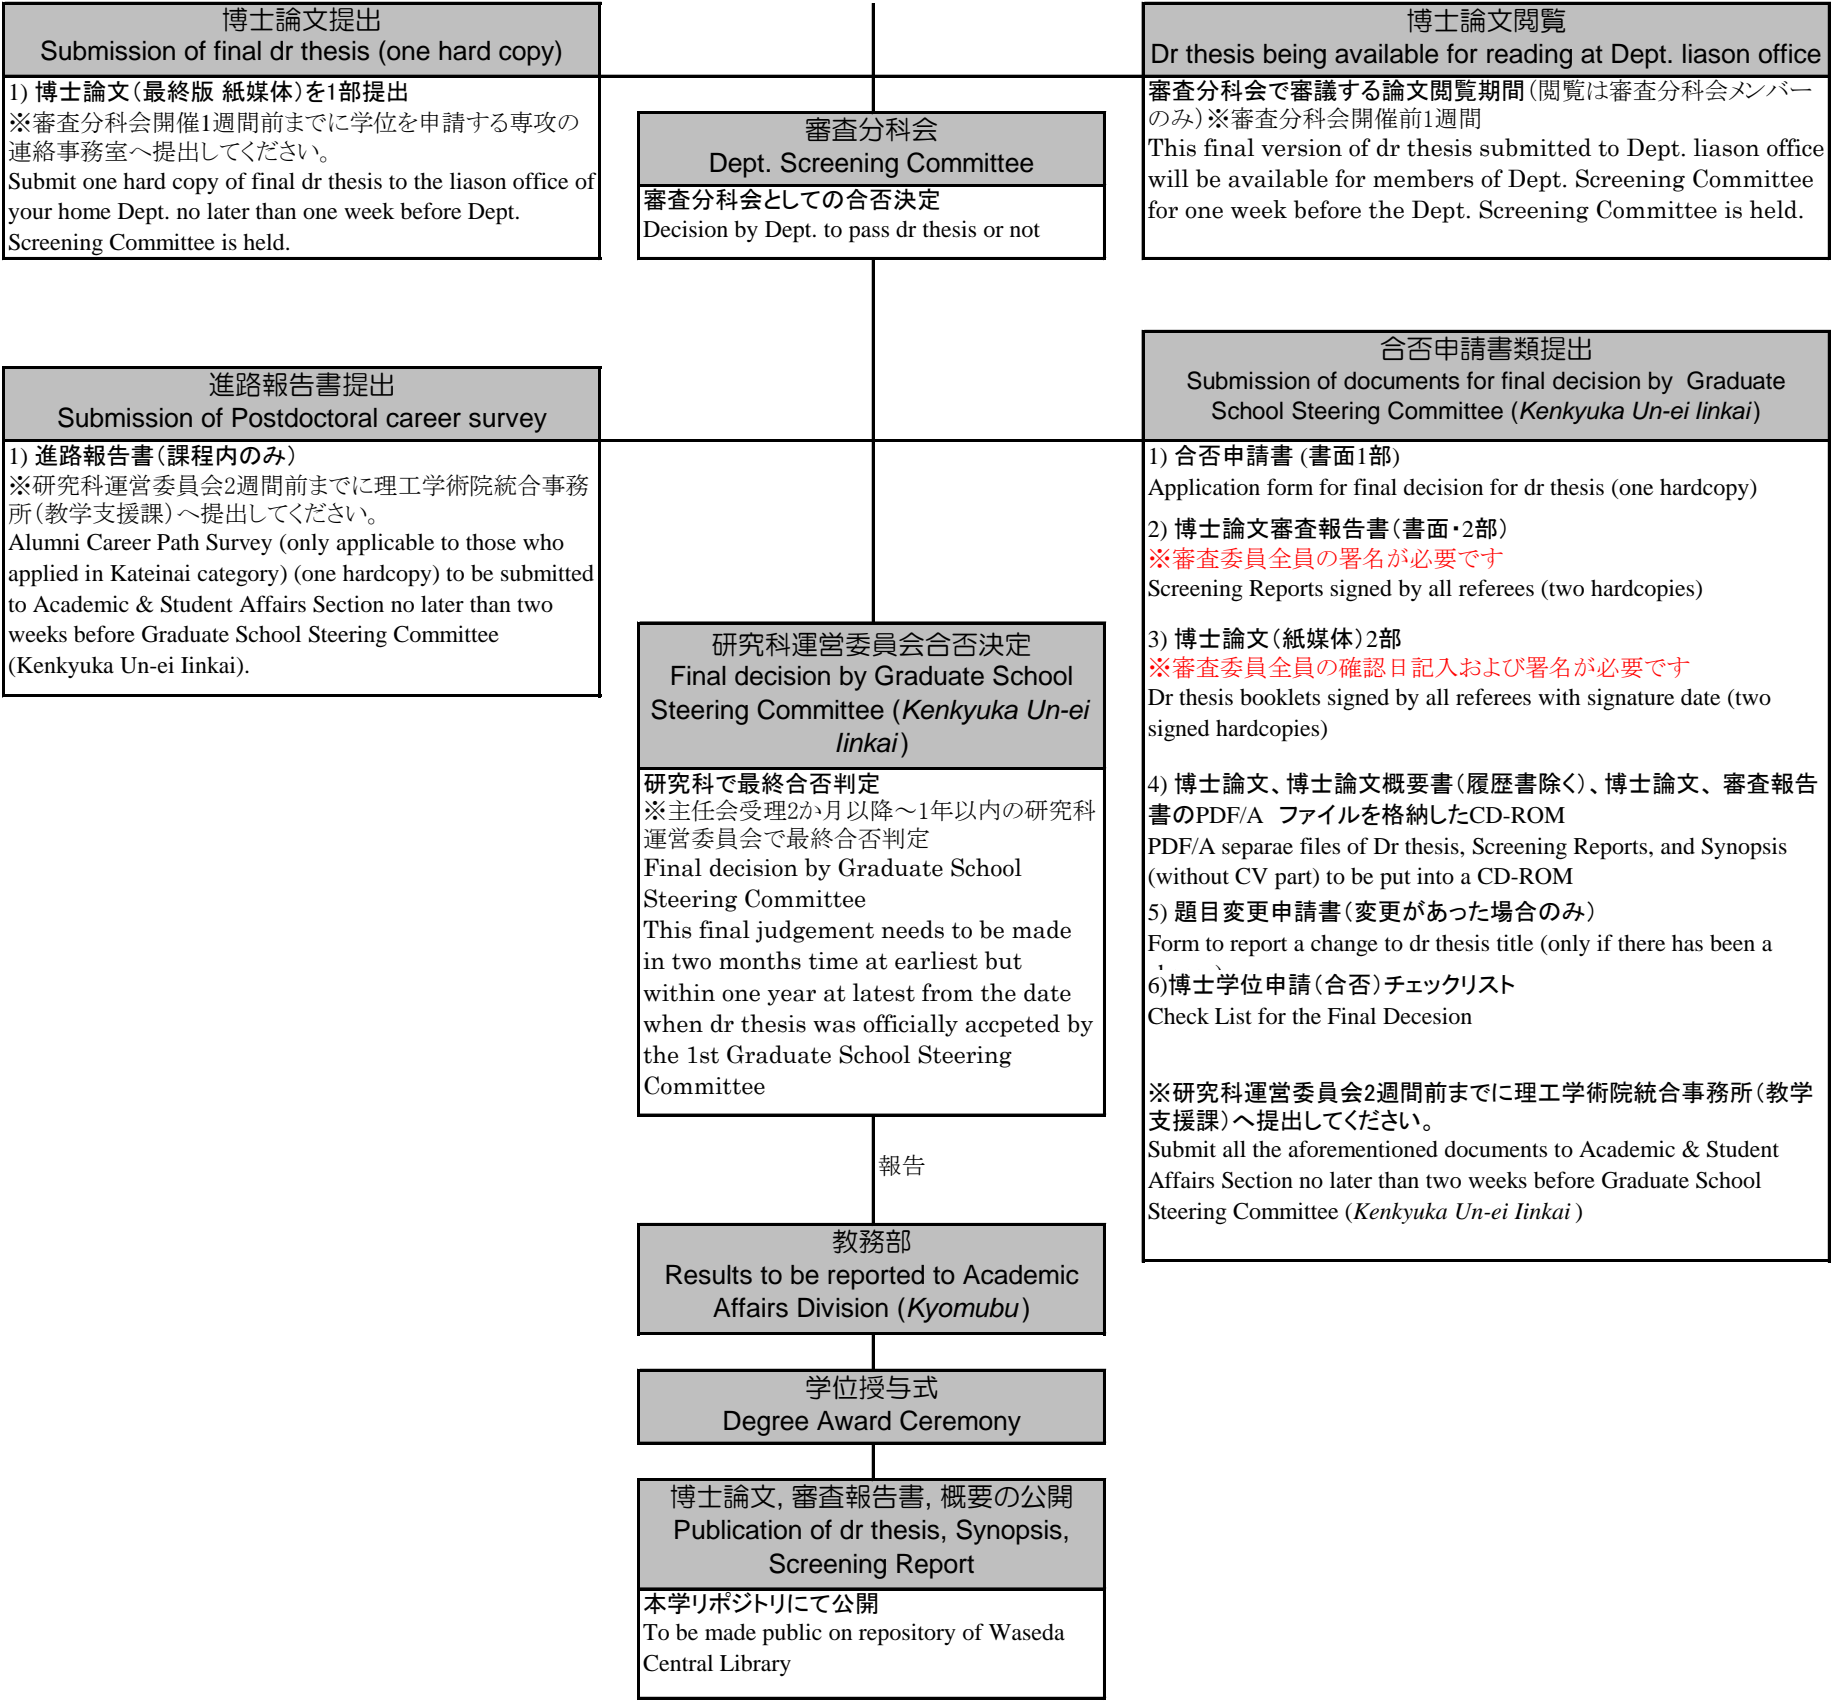 博士論文提出
Submission of final dr thesis (one hard copy)
1) 博士論文(最終版 紙媒体)を1部提出
※審査分科会開催1週間前までに学位を申請する専攻の
連絡事務室へ提出してください。
Submit one hard copy of final dr thesis to the liason office of
your home Dept. no later than one week before Dept.
Screening Committee is held.
審査分科会
Dept. Screening Committee
審査分科会としての合否決定
Decision by Dept. to pass dr thesis or not
博士論文閲覧
Dr thesis being available for reading at Dept. liason office
審査分科会で審議する論文閲覧期間(閲覧は審査分科会メンバー
のみ)※審査分科会開催前1週間
This final version of dr thesis submitted to Dept. liason office
will be available for members of Dept. Screening Committee
for one week before the Dept. Screening Committee is held.
進路報告書提出
Submission of Postdoctoral career survey
1) 進路報告書(課程内のみ)
※研究科運営委員会2週間前までに理工学術院統合事務
所(教学支援課)へ提出してください。
Alumni Career Path Survey (only applicable to those who
applied in Kateinai category) (one hardcopy) to be submitted
to Academic & Student Affairs Section no later than two
weeks before Graduate School Steering Committee
(Kenkyuka Un-ei Iinkai).
合否申請書類提出
Submission of documents for final decision by Graduate
School Steering Committee (Kenkyuka Un-ei Iinkai)
1) 合否申請書 (書面1部)
Application form for final decision for dr thesis (one hardcopy)
2) 博士論文審査報告書(書面・2部)
※審査委員全員の署名が必要です
Screening Reports signed by all referees (two hardcopies)
3) 博士論文(紙媒体)2部
※審査委員全員の確認日記入および署名が必要です
Dr thesis booklets signed by all referees with signature date (two
signed hardcopies)
4) 博士論文、博士論文概要書(履歴書除く)、博士論文、審査報告
書のPDF/A ファイルを格納したCD-ROM
PDF/A separae files of Dr thesis, Screening Reports, and Synopsis
(without CV part) to be put into a CD-ROM
5) 題目変更申請書(変更があった場合のみ)
Form to report a change to dr thesis title (only if there has been a
6)博士学位申請(合否)チェックリスト
Check List for the Final Decesion
※研究科運営委員会2週間前までに理工学術院統合事務所(教学
支援課)へ提出してください。
Submit all the aforementioned documents to Academic & Student
Affairs Section no later than two weeks before Graduate School
Steering Committee (Kenkyuka Un-ei Iinkai)
研究科運営委員会合否決定
Final decision by Graduate School
Steering Committee (Kenkyuka Un-ei
Iinkai)
研究科で最終合否判定
※主任会受理2か月以降～1年以内の研究科
運営委員会で最終合否判定
Final decision by Graduate School
Steering Committee
This final judgement needs to be made
in two months time at earliest but
within one year at latest from the date
when dr thesis was officially accpeted by
the 1st Graduate School Steering
Committee
報告
教務部
Results to be reported to Academic
Affairs Division (Kyomubu)
学位授与式
Degree Award Ceremony
博士論文, 審査報告書, 概要の公開
Publication of dr thesis, Synopsis,
Screening Report
本学リポジトリにて公開
To be made public on repository of Waseda
Central Library